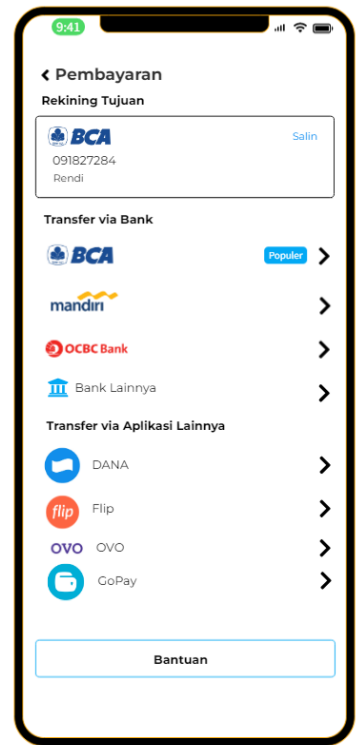 9:41
Pembayaran
Rekining Tujuan
BCA
Salin
091827284
Rendi
Transfer via Bank
BCA
Populer
mandiri
OCBC Bank
Bank Lainnya
Transfer via Aplikasi Lainnya
DANA
flip Flip
OVO OVO
GoPay
Bantuan